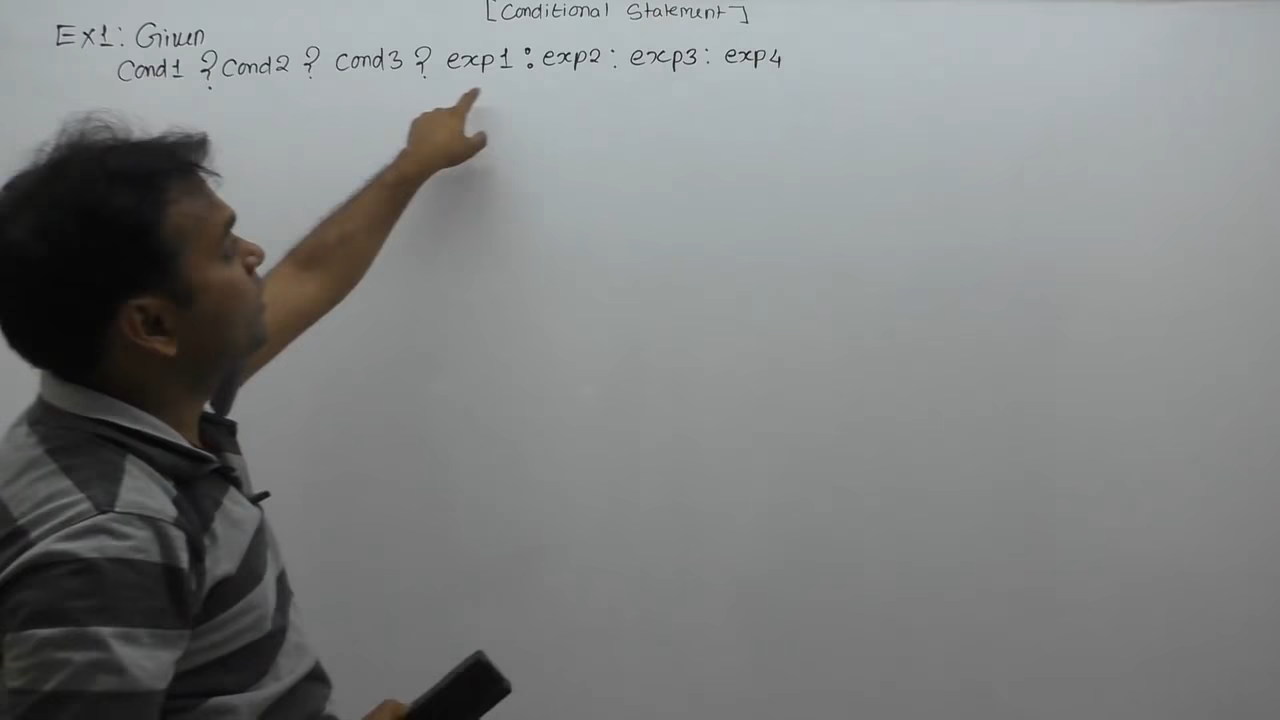 [Conditional Statement]
Ex1: Given
Cond1 ? Cond2 ? cond3 ? exp1 : exp2 : exp3 : exp4